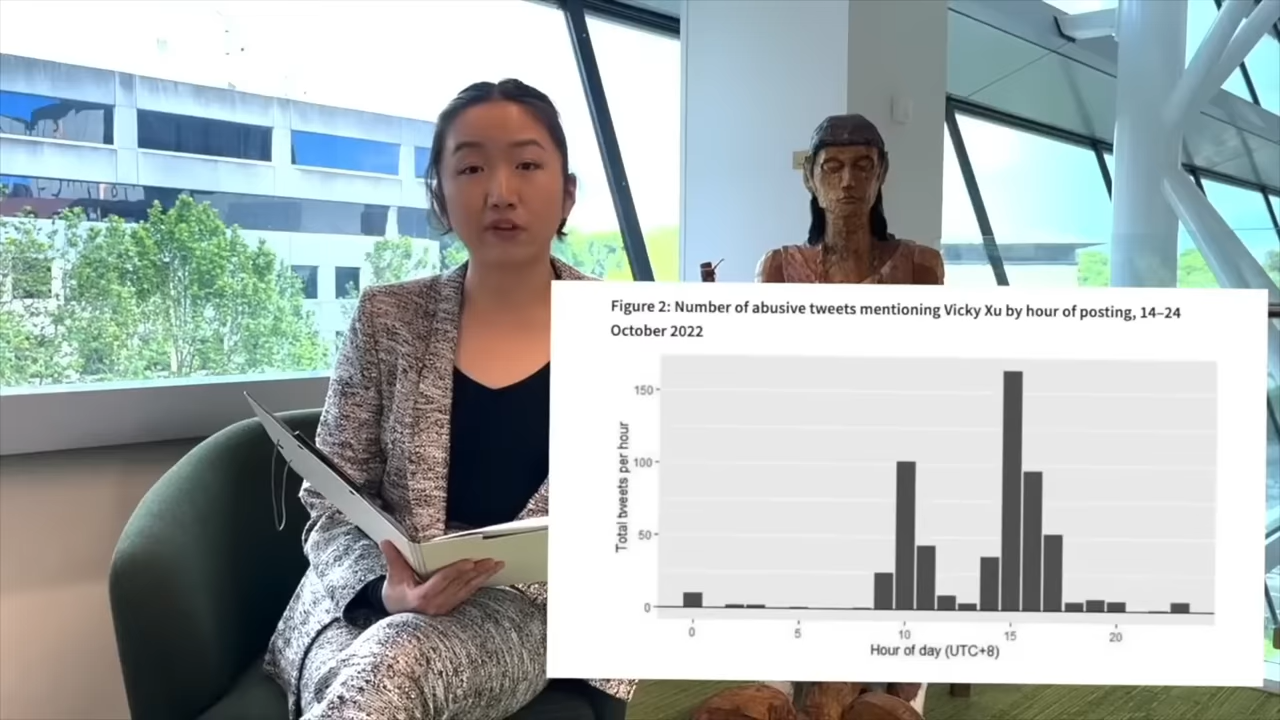 Figure 2: Number of abusive tweets mentioning Vicky Xu by hour of posting, 14–24
October 2022
150
100
50
0
Total tweets per hour
0 5 10 15 20
Hour of day (UTC+8)